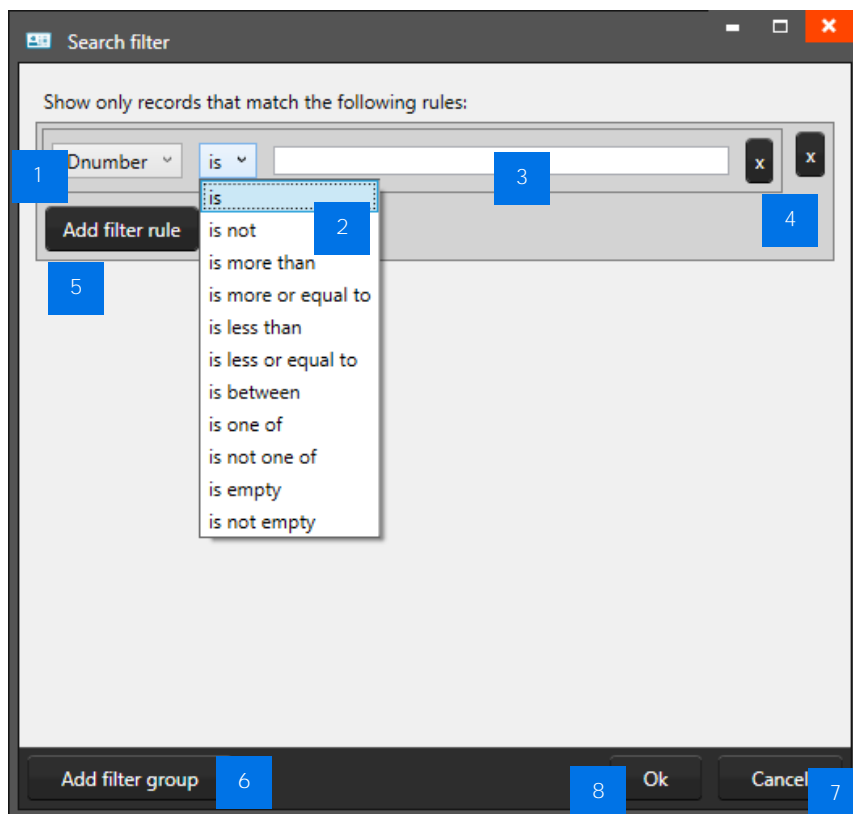 Search filter
Show only records that match the following rules:
1 Dnumber is 3 x x
is
Add filter rule is not 2 4
is more than
5 is more or equal to
is less than
is less or equal to
is between
is one of
is not one of
is empty
is not empty
Add filter group 6 8 Ok Cancel 7